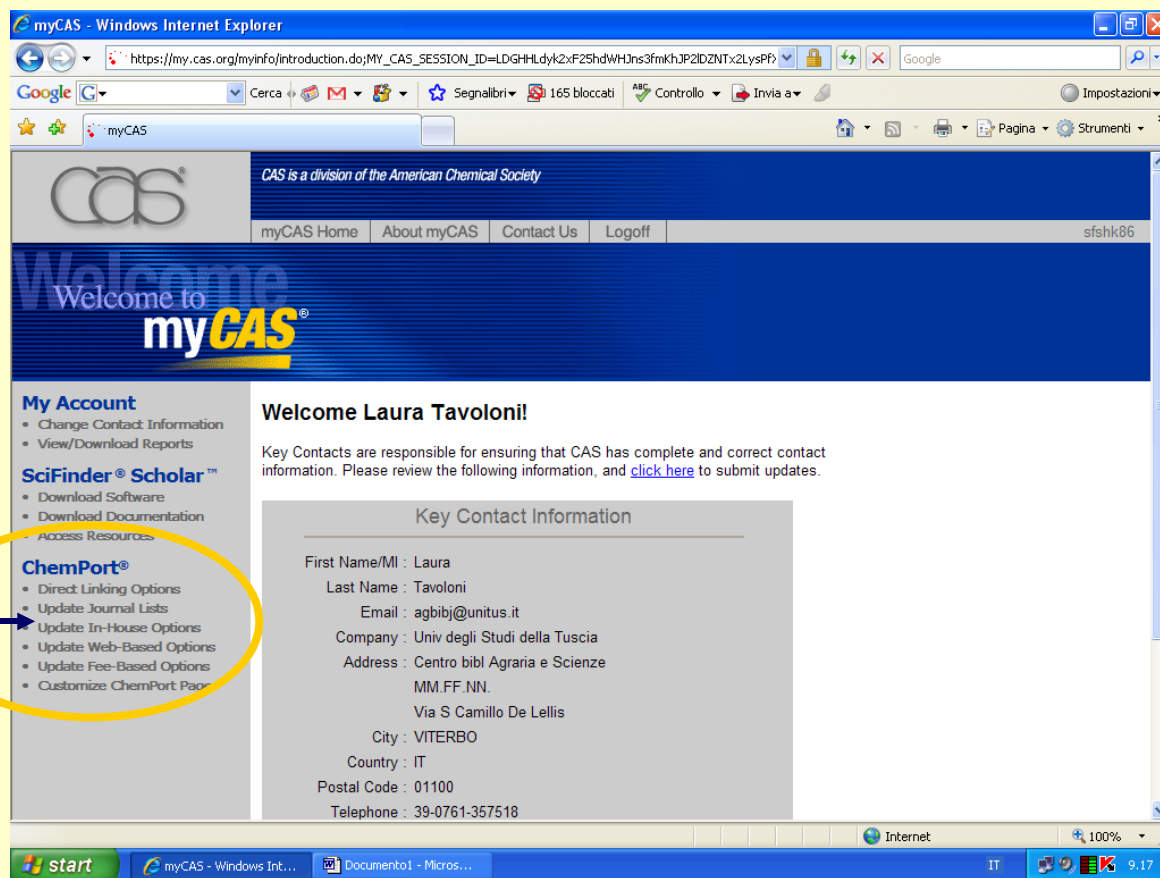 myCAS - Windows Internet Explorer
https://my.cas.org/myinfo/introduction.do;MY_CAS_SESSION_ID=LDGHHLdyk2xF25hdWHJns3fmKhJP2lDZNTx2LysPf
Google
Google G
Cerca
Segnalibri
165 bloccati
ABC
Controllo
Invia a
Impostazioni
myCAS
Pagina
Strumenti
cas®
CAS is a division of the American Chemical Society
myCAS Home
About myCAS
Contact Us
Logoff
sfshk86
Welcome
Welcome to
myCAS®
My Account
• Change Contact Information
• View/Download Reports
SciFinder® Scholar™
• Download Software
• Download Documentation
• Access Resources
ChemPort®
• Direct Linking Options
• Update Journal Lists
• Update In-House Options
• Update Web-Based Options
• Update Fee-Based Options
• Customize ChemPort Page
Welcome Laura Tavoloni!
Key Contacts are responsible for ensuring that CAS has complete and correct contact
information. Please review the following information, and click here to submit updates.
Key Contact Information
First Name/MI : Laura
Last Name : Tavoloni
Email : agbibj@unitus.it
Company : Univ degli Studi della Tuscia
Address : Centro bibl Agraria e Scienze
MM.FF.NN.
Via S Camillo De Lellis
City : VITERBO
Country : IT
Postal Code : 01100
Telephone : 39-0761-357518
Internet
100%
start
myCAS - Windows Int...
Documento1 - Micros...
IT
9.17